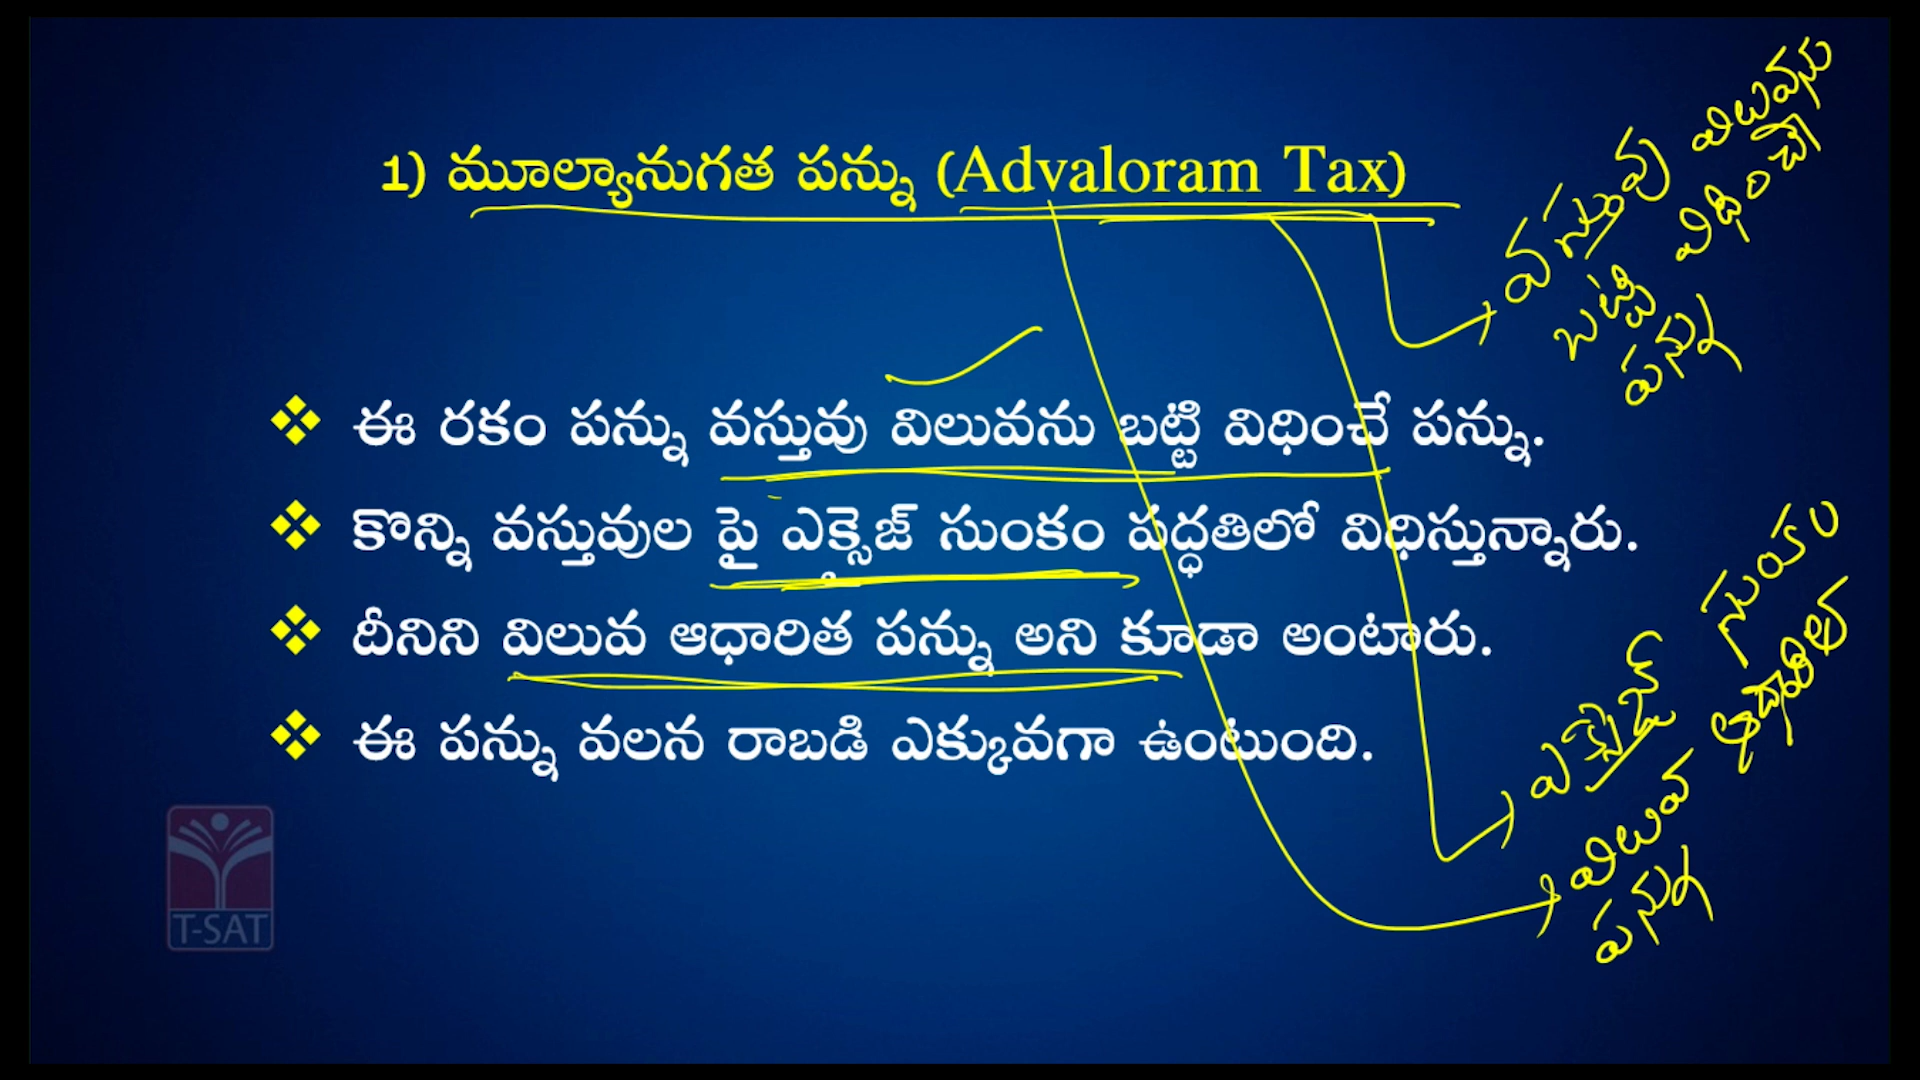 1) మూల్యానుగత పన్ను (Advaloram Tax)
❖ ఈ రకం పన్ను వస్తువు విలువను బట్టి విధించే పన్ను.
❖ కొన్ని వస్తువుల పై ఎక్సైజ్ సుంకం పద్ధతిలో విధిస్తున్నారు.
❖ దీనిని విలువ ఆధారిత పన్ను అని కూడా అంటారు.
❖ ఈ పన్ను వలన రాబడి ఎక్కువగా ఉంటుంది.
వస్తువు విలువను
బట్టి విధించే
పన్ను
ఎక్సైజ్ సుంకం
విలువ ఆధారిత
పన్ను
T-SAT